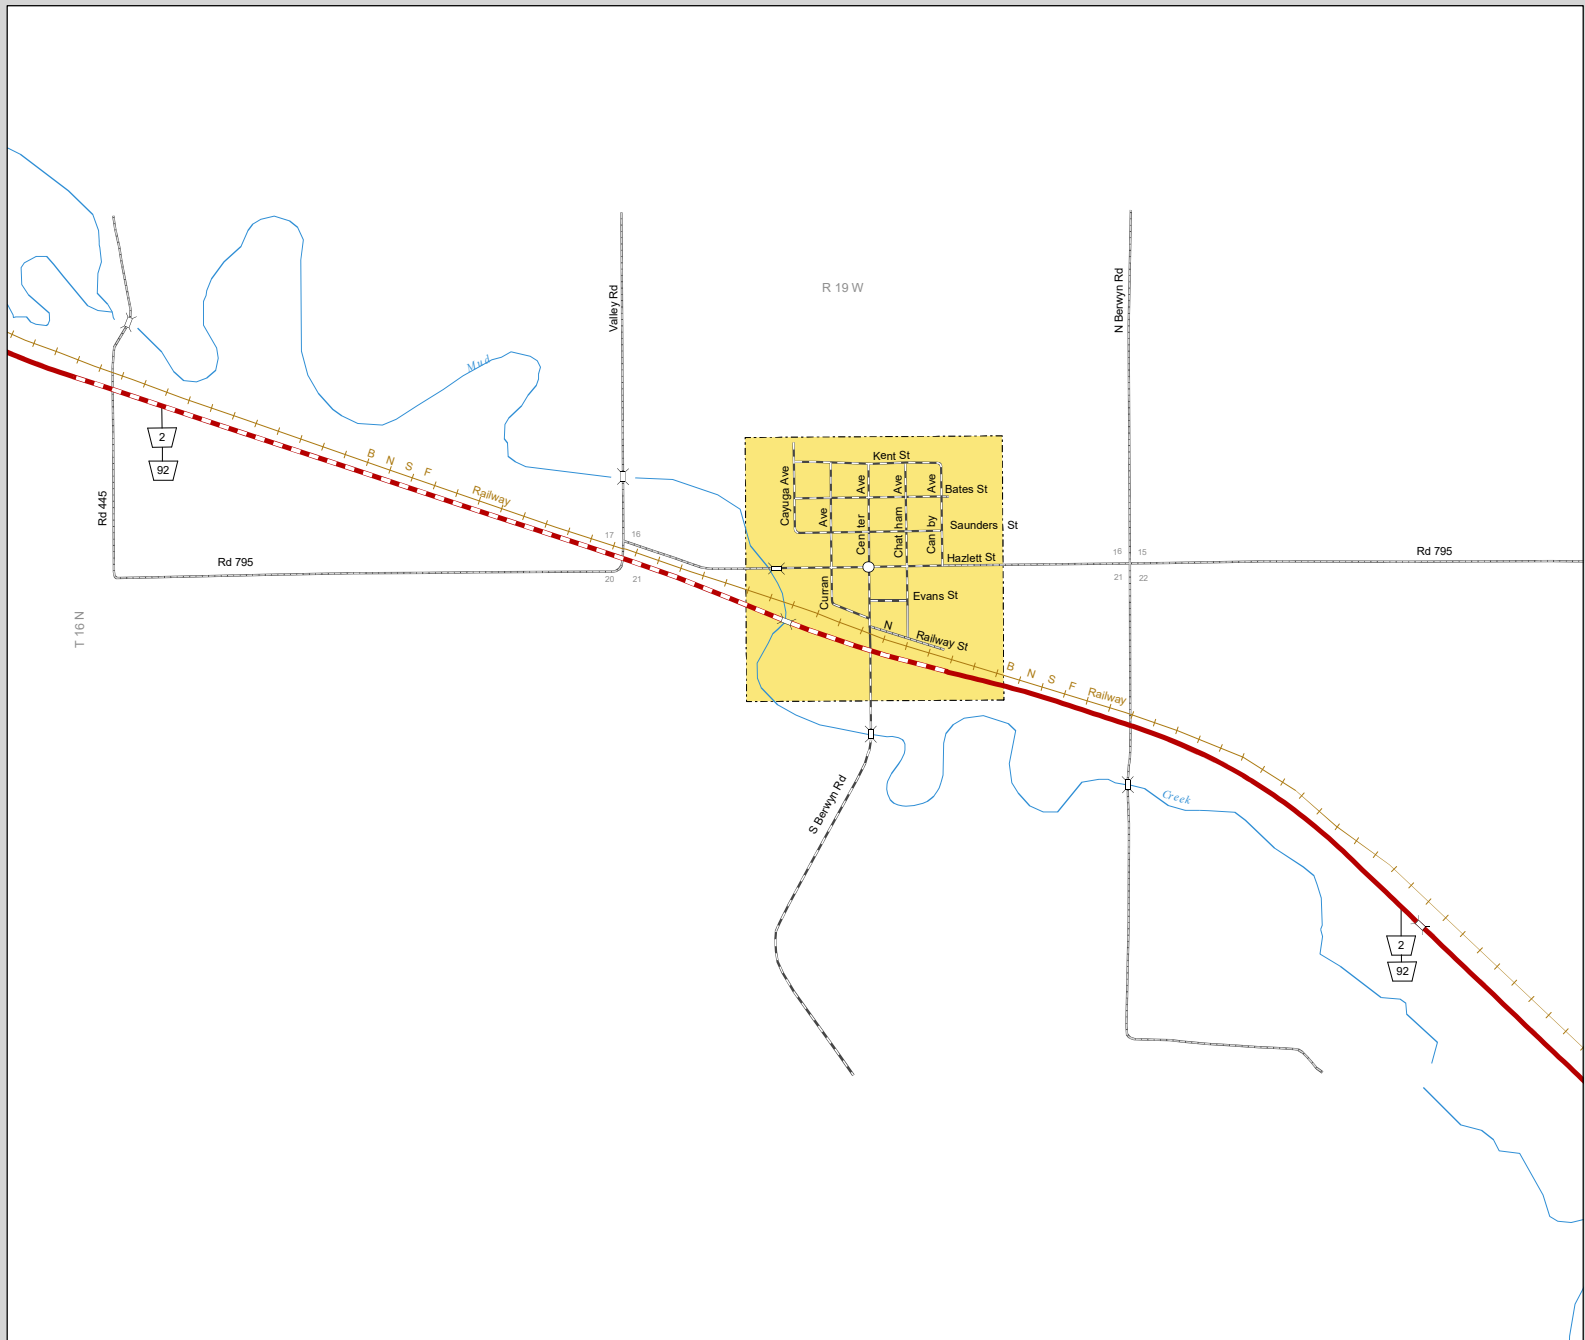 R 19 W
Valley Rd
N Berwyn Rd
Mud
2
92
B N S F Railway
Rd 445
Rd 795
T 16 N
17 16
20 21
Kent St
Bates St
Saunders St
Hazlett St
Evans St
N Railway St
Cayuga Ave
Curran Ave
Center Ave
Chatham Ave
Canby Ave
16 15
21 22
Rd 795
B N S F Railway
S Berwyn Rd
Creek
2
92